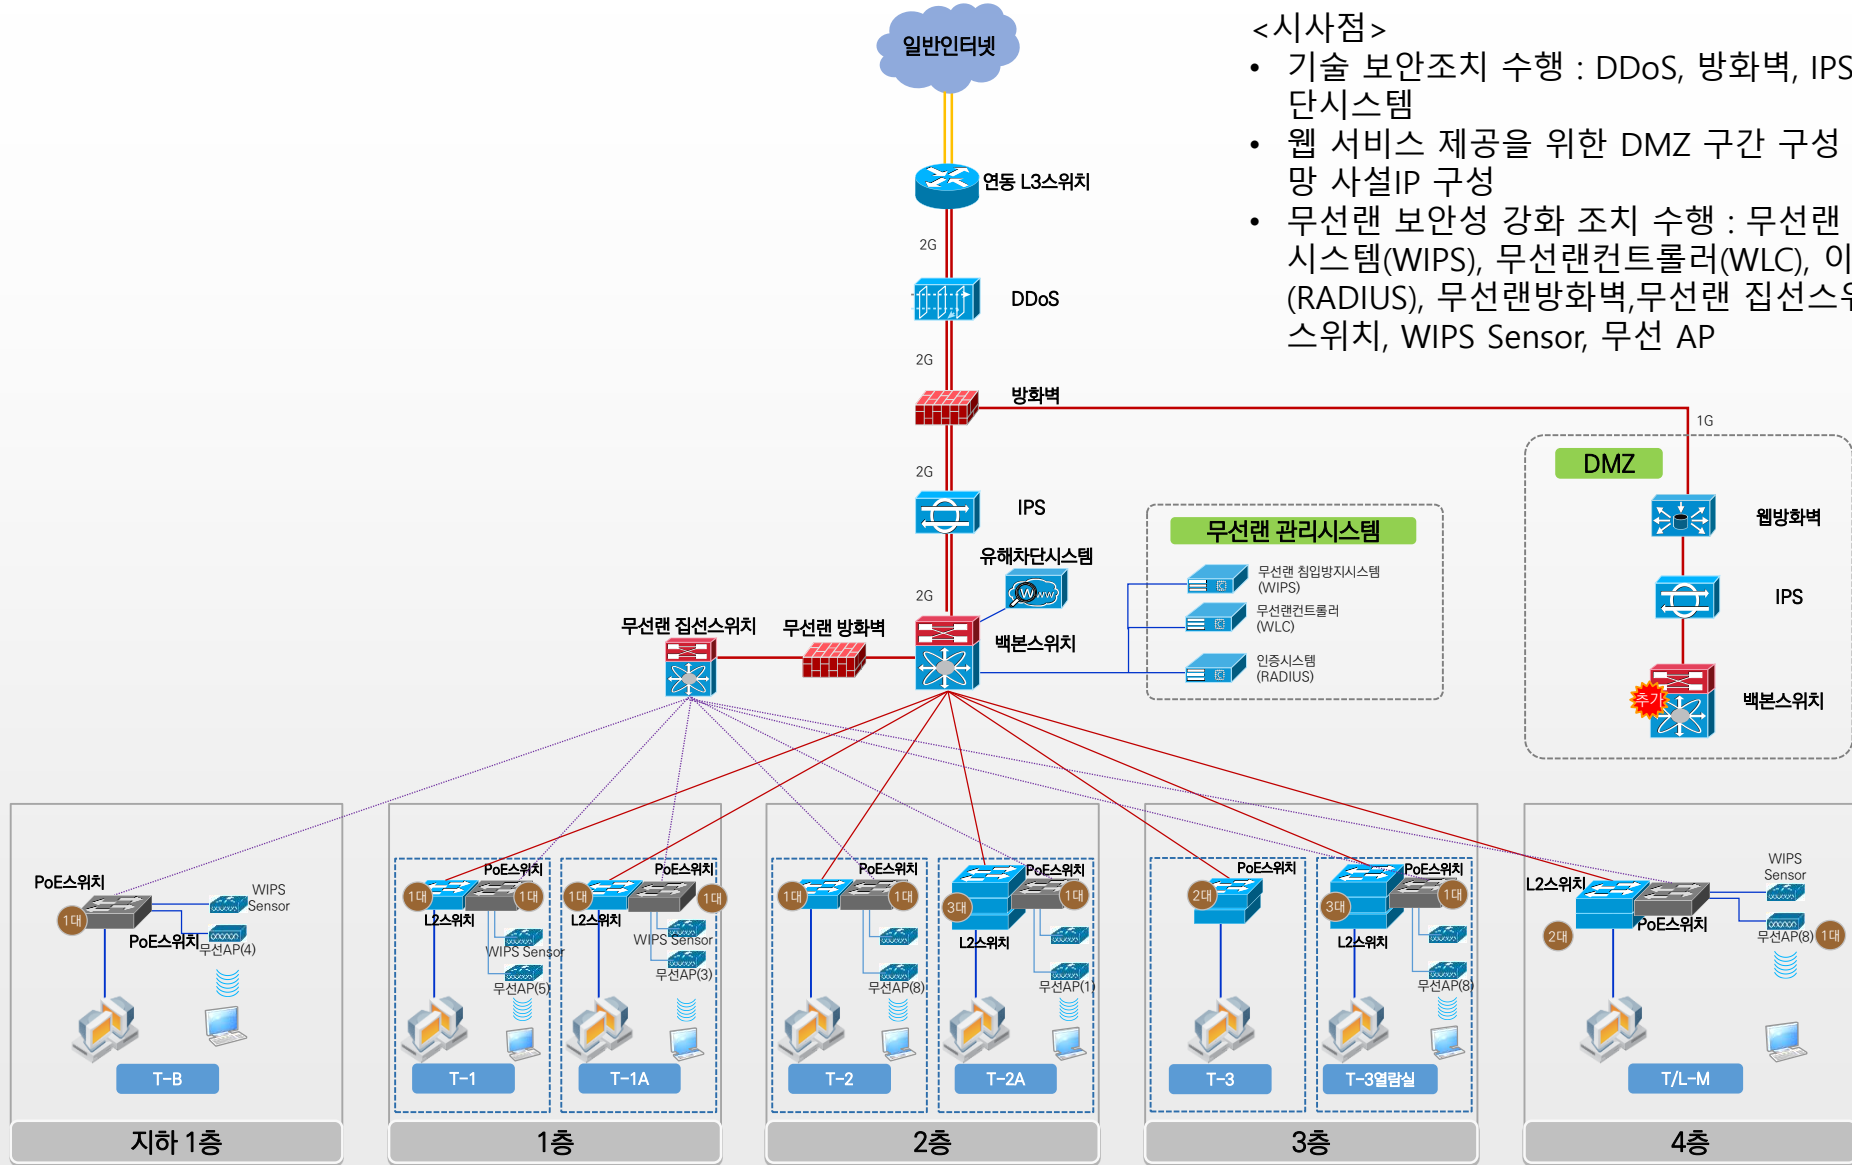 일반인터넷
<시사점>
• 기술 보안조치 수행 : DDoS, 방화벽, IPS
단시스템
• 웹 서비스 제공을 위한 DMZ 구간 구성
망 사설IP 구성
• 무선랜 보안성 강화 조치 수행 : 무선랜
시스템(WIPS), 무선랜컨트롤러(WLC), 이
(RADIUS), 무선랜방화벽,무선랜 집선스위
스위치, WIPS Sensor, 무선 AP
연동 L3스위치
2G
DDoS
2G
방화벽
1G
2G
IPS
DMZ
웹방화벽
IPS
추가
백본스위치
무선랜 관리시스템
무선랜 침입방지시스템
(WIPS)
무선랜컨트롤러
(WLC)
인증시스템
(RADIUS)
유해차단시스템
Www
2G
무선랜 집선스위치
무선랜 방화벽
백본스위치
PoE스위치
1대
PoE스위치
WIPS
Sensor
무선AP(4)
T-B
지하 1층
PoE스위치
1대
1대
L2스위치
WIPS Sensor
무선AP(5)
T-1
PoE스위치
1대
1대
L2스위치
WIPS Sensor
무선AP(3)
T-1A
1층
PoE스위치
1대
1대
L2스위치
무선AP(8)
T-2
PoE스위치
3대
1대
L2스위치
무선AP(1)
T-2A
2층
PoE스위치
2대
T-3
PoE스위치
3대
1대
L2스위치
무선AP(8)
T-3열람실
3층
L2스위치
2대
PoE스위치
WIPS
Sensor
무선AP(8)
1대
T/L-M
4층